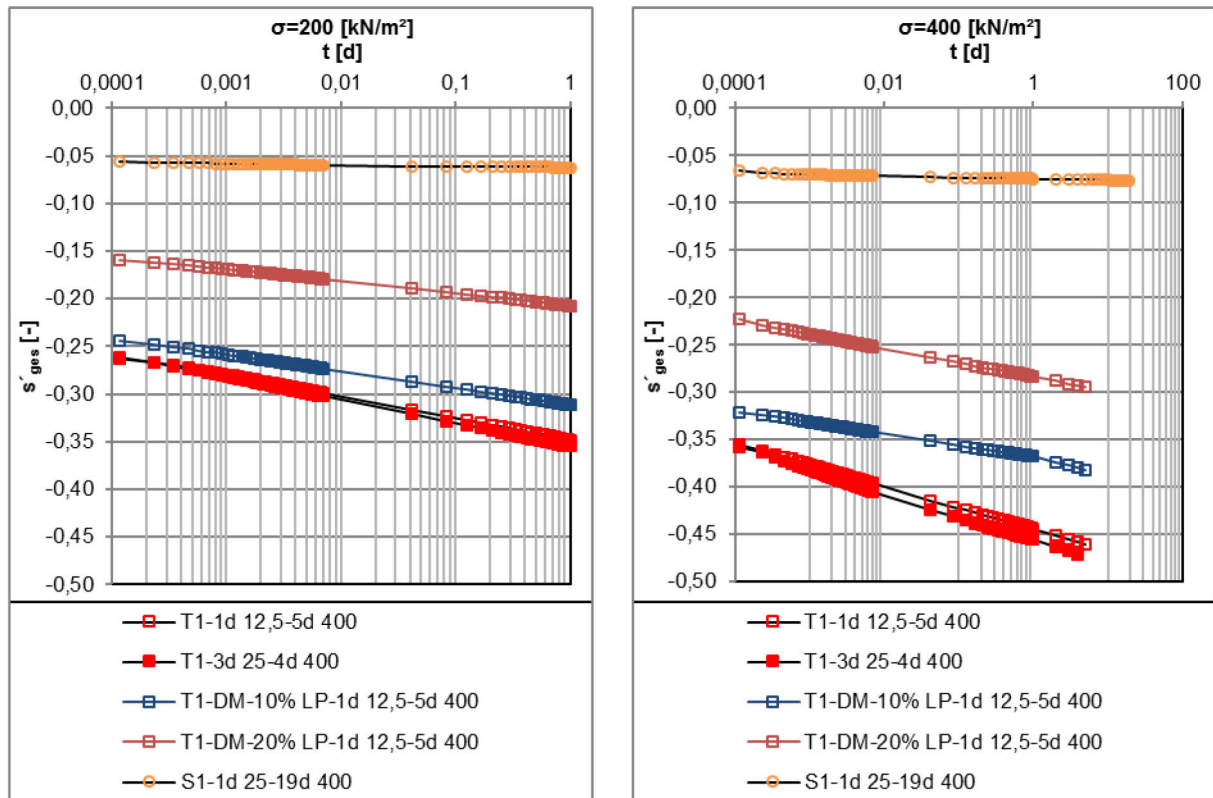 σ=200 [kN/m²]
t [d]
0,0001 0,001 0,01 0,1 1
0,00
-0,05
-0,10
-0,15
-0,20
-0,25
-0,30
-0,35
-0,40
-0,45
-0,50
s´ges [-]
T1-1d 12,5-5d 400
T1-3d 25-4d 400
T1-DM-10% LP-1d 12,5-5d 400
T1-DM-20% LP-1d 12,5-5d 400
S1-1d 25-19d 400
σ=400 [kN/m²]
t [d]
0,0001 0,01 1 100
0,00
-0,05
-0,10
-0,15
-0,20
-0,25
-0,30
-0,35
-0,40
-0,45
-0,50
s´ges [-]
T1-1d 12,5-5d 400
T1-3d 25-4d 400
T1-DM-10% LP-1d 12,5-5d 400
T1-DM-20% LP-1d 12,5-5d 400
S1-1d 25-19d 400